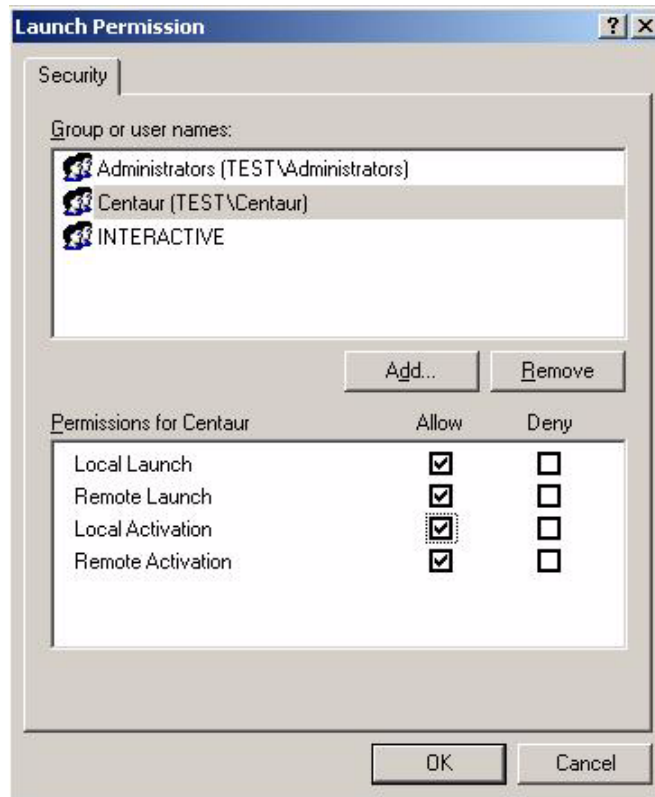 Launch Permission
Security
Group or user names:
Administrators (TEST\Administrators)
Centaur (TEST\Centaur)
INTERACTIVE
Add... Remove
Permissions for Centaur Allow Deny
Local Launch
Remote Launch
Local Activation
Remote Activation
OK Cancel